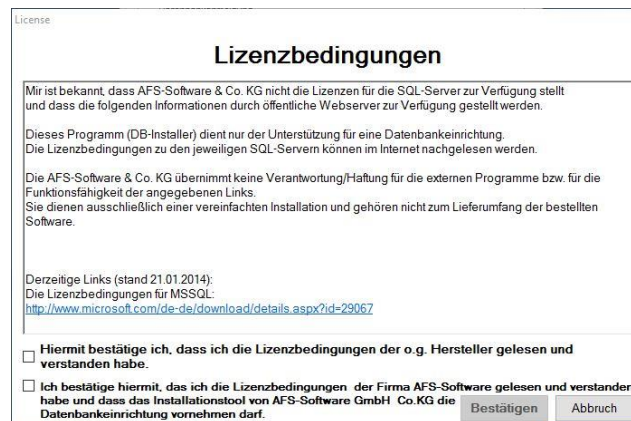 License
Lizenzbedingungen
Mir ist bekannt, dass AFS-Software & Co. KG nicht die Lizenzen für die SQL-Server zur Verfügung stellt
und dass die folgenden Informationen durch öffentliche Webserver zur Verfügung gestellt werden.
Dieses Programm (DB-Installer) dient nur der Unterstützung für eine Datenbankeinrichtung.
Die Lizenzbedingungen zu den jeweiligen SQL-Servern können im Internet nachgelesen werden.
Die AFS-Software & Co. KG übernimmt keine Verantwortung/Haftung für die externen Programme bzw. für die
Funktionsfähigkeit der angegebenen Links.
Sie dienen ausschließlich einer vereinfachten Installation und gehören nicht zum Lieferumfang der bestellten
Software.
Derzeitige Links (stand 21.01.2014):
Die Lizenzbedingungen für MSSQL:
http://www.microsoft.com/de-de/download/details.aspx?id=29067
Hiermit bestätige ich, dass ich die Lizenzbedingungen der o.g. Hersteller gelesen und
verstanden habe.
Ich bestätige hiermit, das ich die Lizenzbedingungen der Firma AFS-Software gelesen und verstanden
habe und dass das Installationstool von AFS-Software GmbH Co.KG die
Datenbankeinrichtung vornehmen darf.
Bestätigen
Abbruch